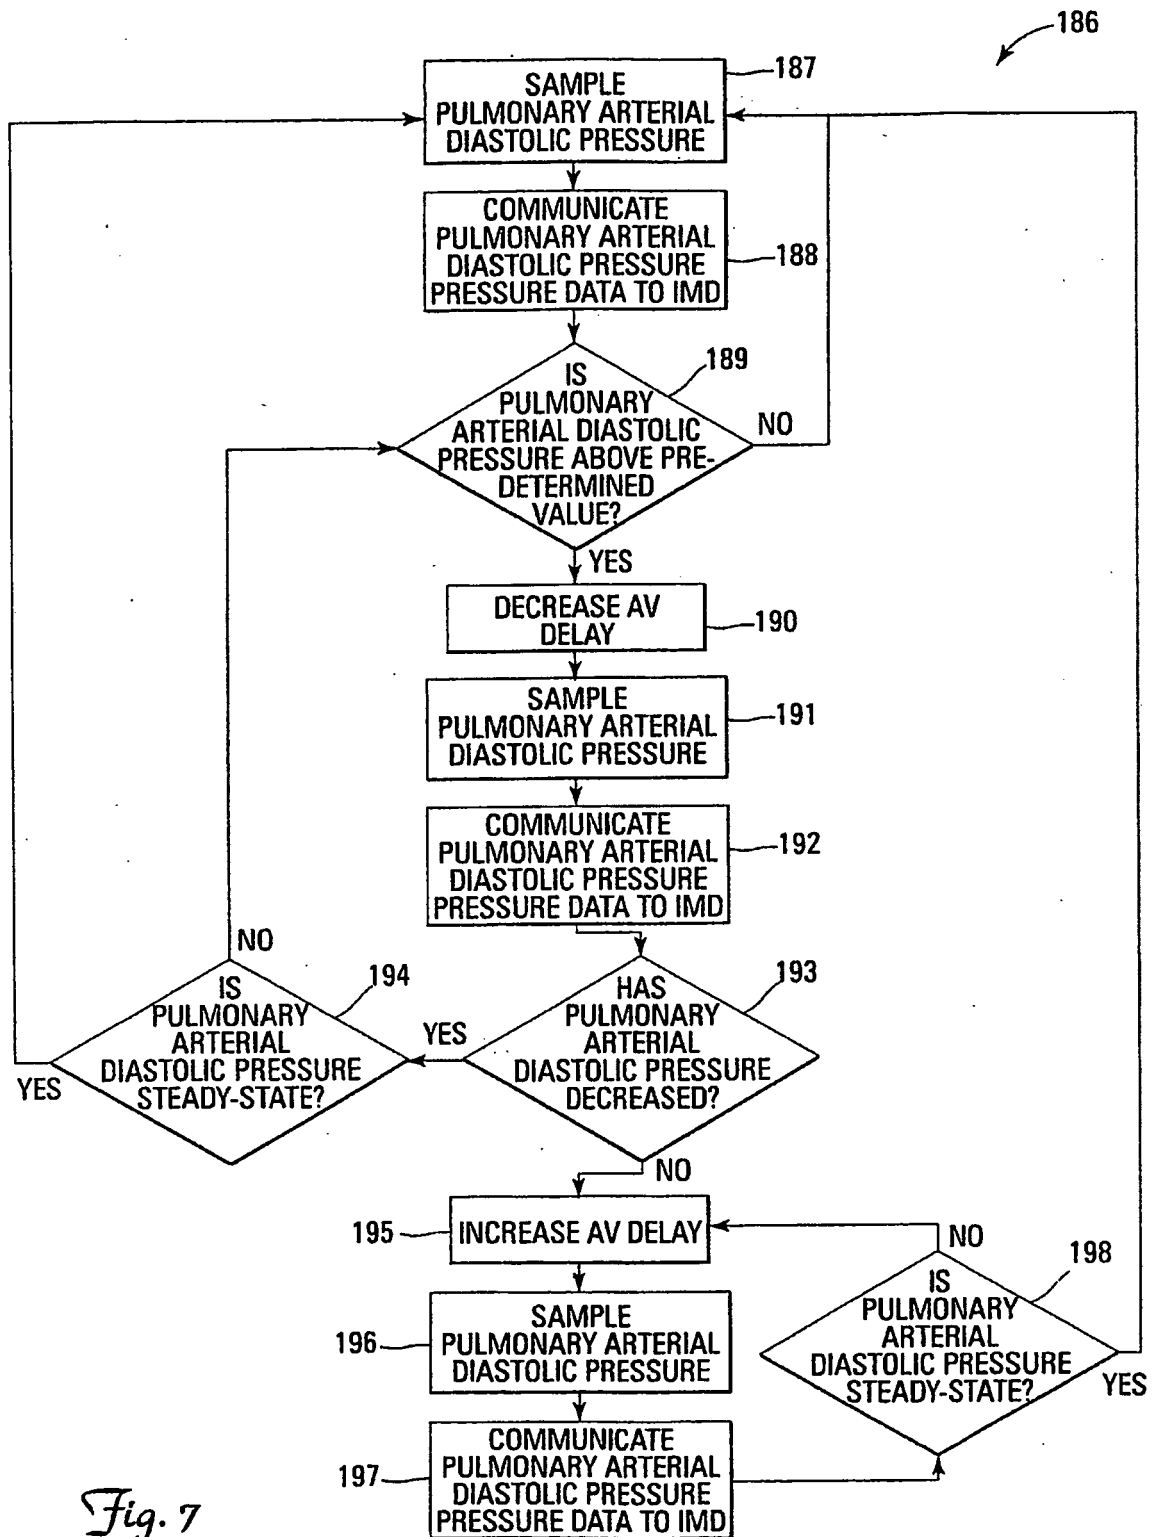 186
SAMPLE
PULMONARY ARTERIAL
DIASTOLIC PRESSURE
187
COMMUNICATE
PULMONARY ARTERIAL
DIASTOLIC PRESSURE
PRESSURE DATA TO IMD
188
IS
PULMONARY
ARTERIAL DIASTOLIC
PRESSURE ABOVE PRE-
DETERMINED
VALUE?
189
NO
YES
DECREASE AV
DELAY
190
SAMPLE
PULMONARY ARTERIAL
DIASTOLIC PRESSURE
191
COMMUNICATE
PULMONARY ARTERIAL
DIASTOLIC PRESSURE
PRESSURE DATA TO IMD
192
HAS
PULMONARY
ARTERIAL
DIASTOLIC PRESSURE
DECREASED?
193
YES
NO
IS
PULMONARY
ARTERIAL
DIASTOLIC PRESSURE
STEADY-STATE?
194
NO
YES
195
INCREASE AV DELAY
196
SAMPLE
PULMONARY ARTERIAL
DIASTOLIC PRESSURE
197
COMMUNICATE
PULMONARY ARTERIAL
DIASTOLIC PRESSURE
PRESSURE DATA TO IMD
IS
PULMONARY
ARTERIAL
DIASTOLIC PRESSURE
STEADY-STATE?
198
NO
YES
Fig. 7